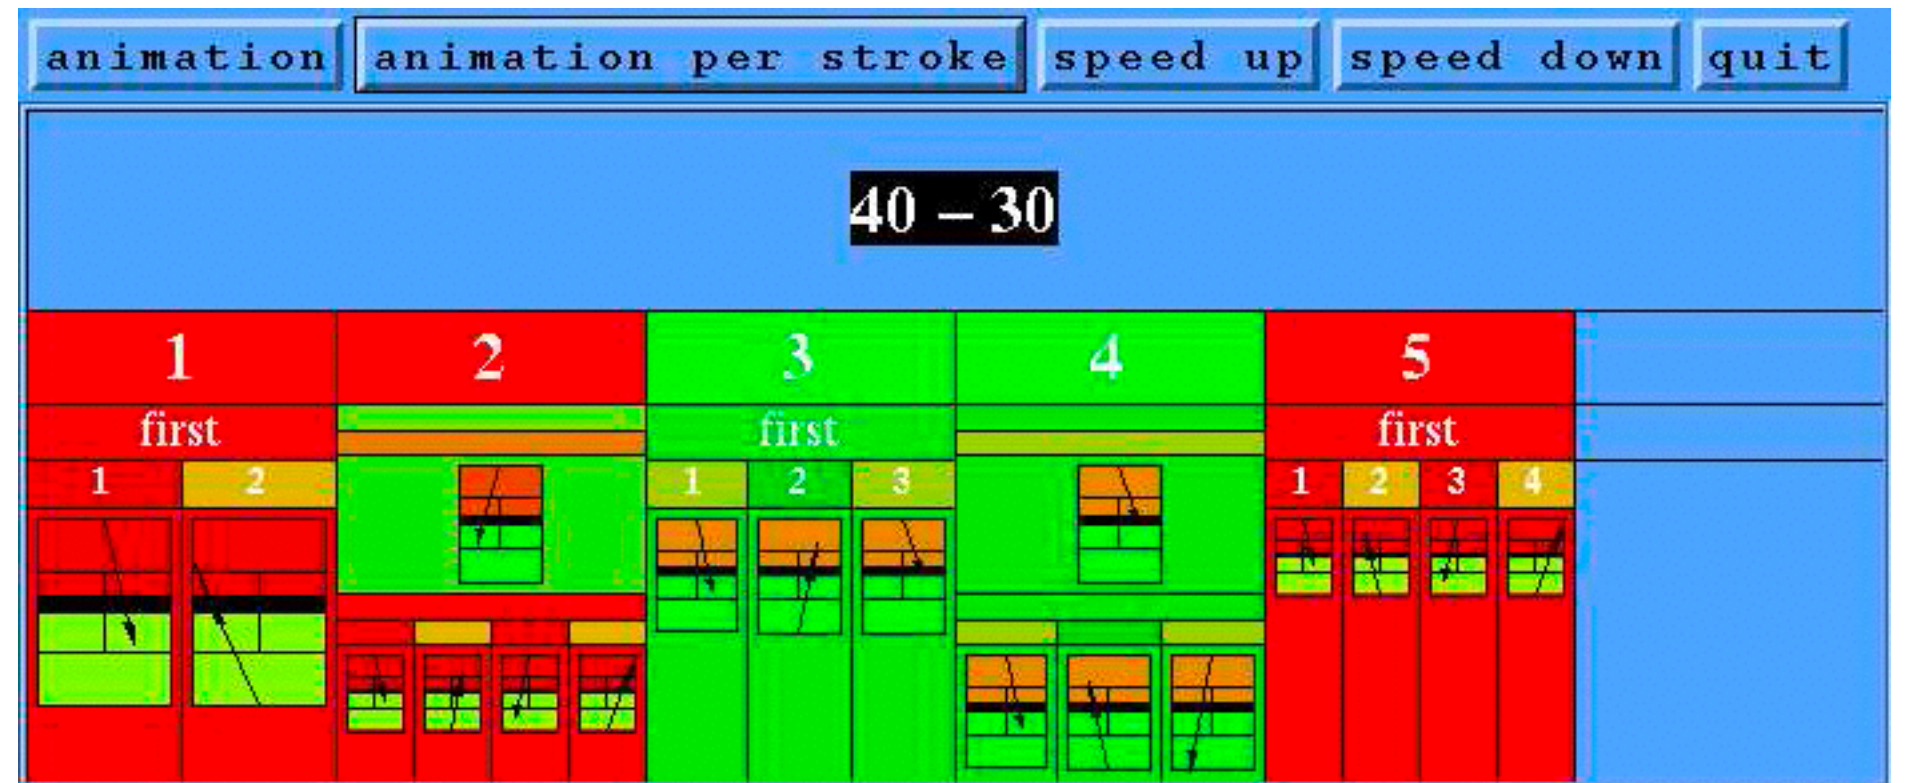 animation animation per stroke speed up speed down quit
40 – 30
1 2 3 4 5
first first first
1 2 1 2 3 1 2 3 4